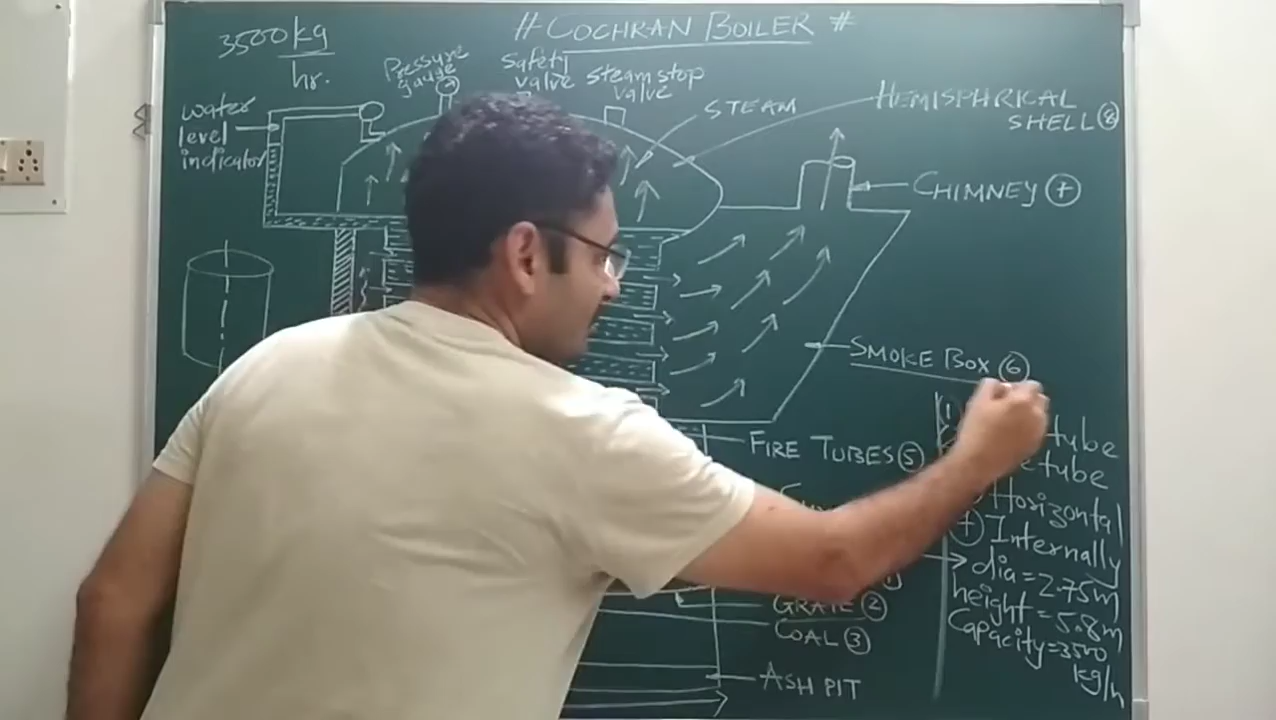 # COCHRAN BOILER #
3500 kg
hr.
Pressure
gauge
Safety
valve
steam stop
valve
water
level
indicator
STEAM
HEMISPHRICAL
SHELL 8
CHIMNEY 7
SMOKE BOX 6
FIRE TUBES 5
GRATE 2
COAL 3
ASH PIT
1
tube
tube
Horizontal
4 Internally
dia = 2.75m
height = 5.8m
Capacity = 3500
kg/h